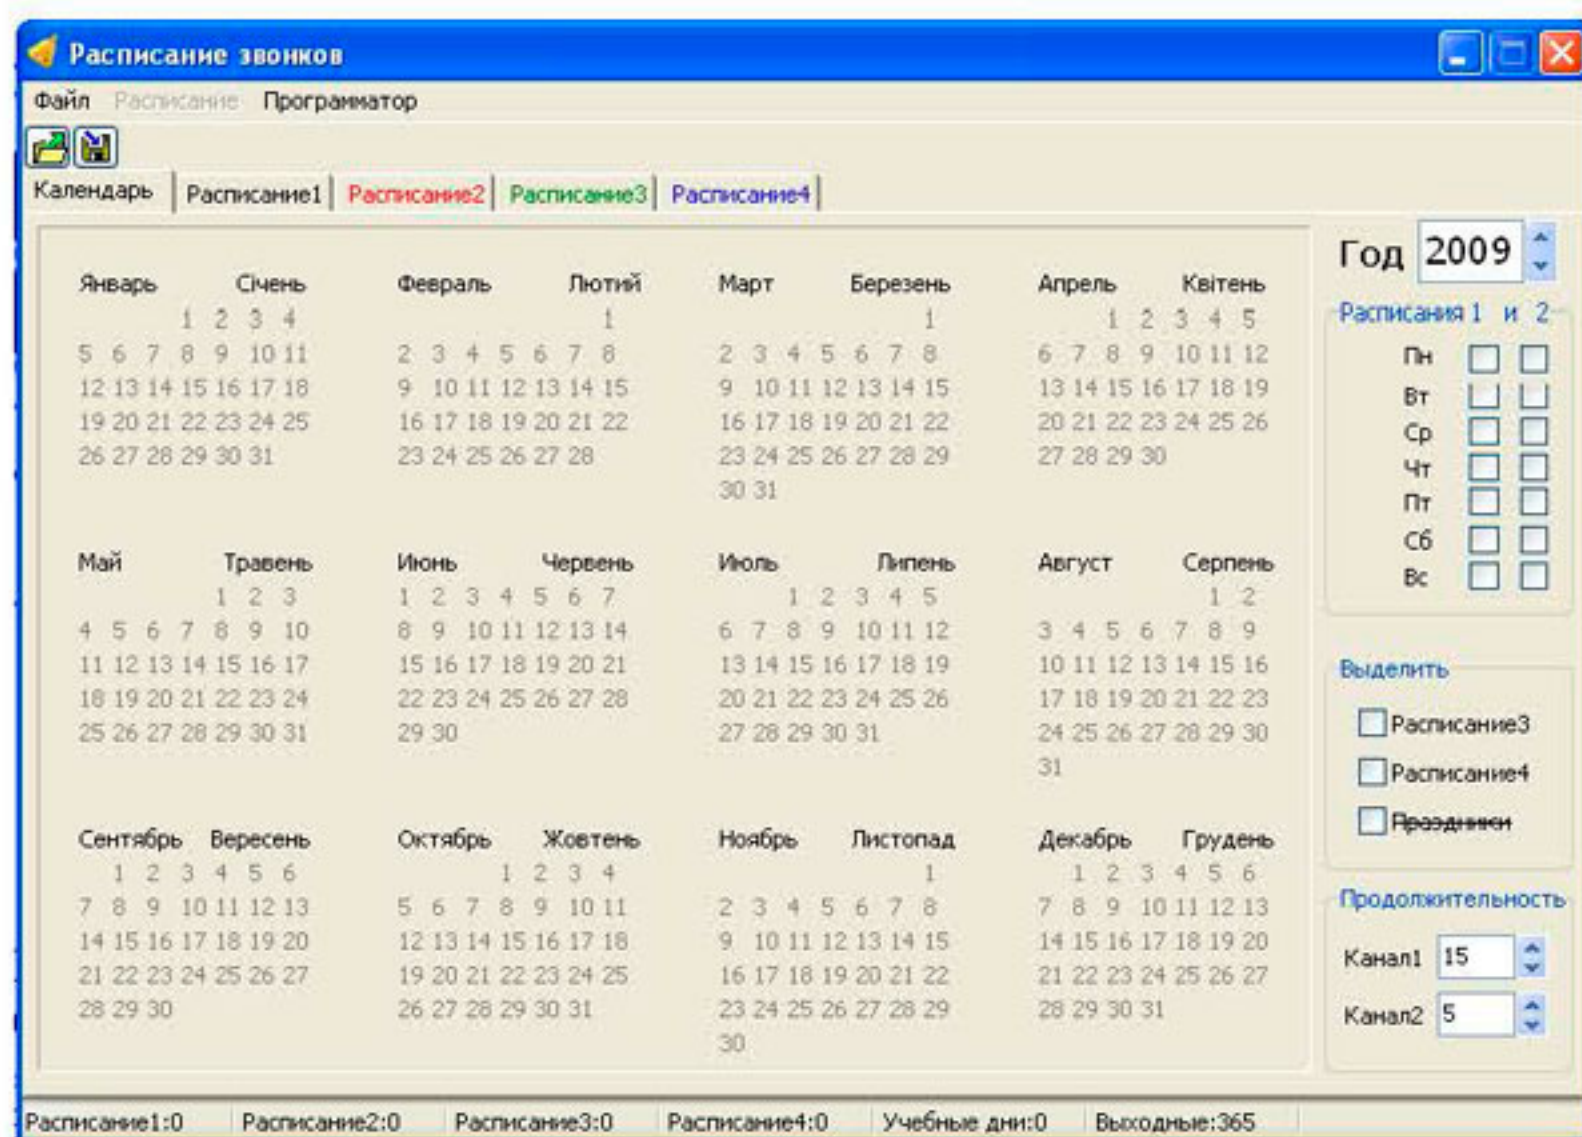 Расписание звонков
Файл Расписание Программатор
Календарь Расписание1 Расписание2 Расписание3 Расписание4
Январь Січень
1 2 3 4
5 6 7 8 9 10 11
12 13 14 15 16 17 18
19 20 21 22 23 24 25
26 27 28 29 30 31
Февраль Лютий
1
2 3 4 5 6 7 8
9 10 11 12 13 14 15
16 17 18 19 20 21 22
23 24 25 26 27 28
Март Березень
1
2 3 4 5 6 7 8
9 10 11 12 13 14 15
16 17 18 19 20 21 22
23 24 25 26 27 28 29
30 31
Апрель Квітень
1 2 3 4 5
6 7 8 9 10 11 12
13 14 15 16 17 18 19
20 21 22 23 24 25 26
27 28 29 30
Май Травень
1 2 3
4 5 6 7 8 9 10
11 12 13 14 15 16 17
18 19 20 21 22 23 24
25 26 27 28 29 30 31
Июнь Червень
1 2 3 4 5 6 7
8 9 10 11 12 13 14
15 16 17 18 19 20 21
22 23 24 25 26 27 28
29 30
Июль Липень
1 2 3 4 5
6 7 8 9 10 11 12
13 14 15 16 17 18 19
20 21 22 23 24 25 26
27 28 29 30 31
Август Серпень
1 2
3 4 5 6 7 8 9
10 11 12 13 14 15 16
17 18 19 20 21 22 23
24 25 26 27 28 29 30
31
Сентябрь Вересень
1 2 3 4 5 6
7 8 9 10 11 12 13
14 15 16 17 18 19 20
21 22 23 24 25 26 27
28 29 30
Октябрь Жовтень
1 2 3 4
5 6 7 8 9 10 11
12 13 14 15 16 17 18
19 20 21 22 23 24 25
26 27 28 29 30 31
Ноябрь Листопад
1
2 3 4 5 6 7 8
9 10 11 12 13 14 15
16 17 18 19 20 21 22
23 24 25 26 27 28 29
30
Декабрь Грудень
1 2 3 4 5 6
7 8 9 10 11 12 13
14 15 16 17 18 19 20
21 22 23 24 25 26 27
28 29 30 31
Год 2009
Расписания 1 и 2
Пн
Вт
Ср
Чт
Пт
Сб
Вс
Выделить
Расписание3
Расписание4
Праздники
Продолжительность
Канал1 15
Канал2 5
Расписание1:0 Расписание2:0 Расписание3:0 Расписание4:0 Учебные дни:0 Выходные:365